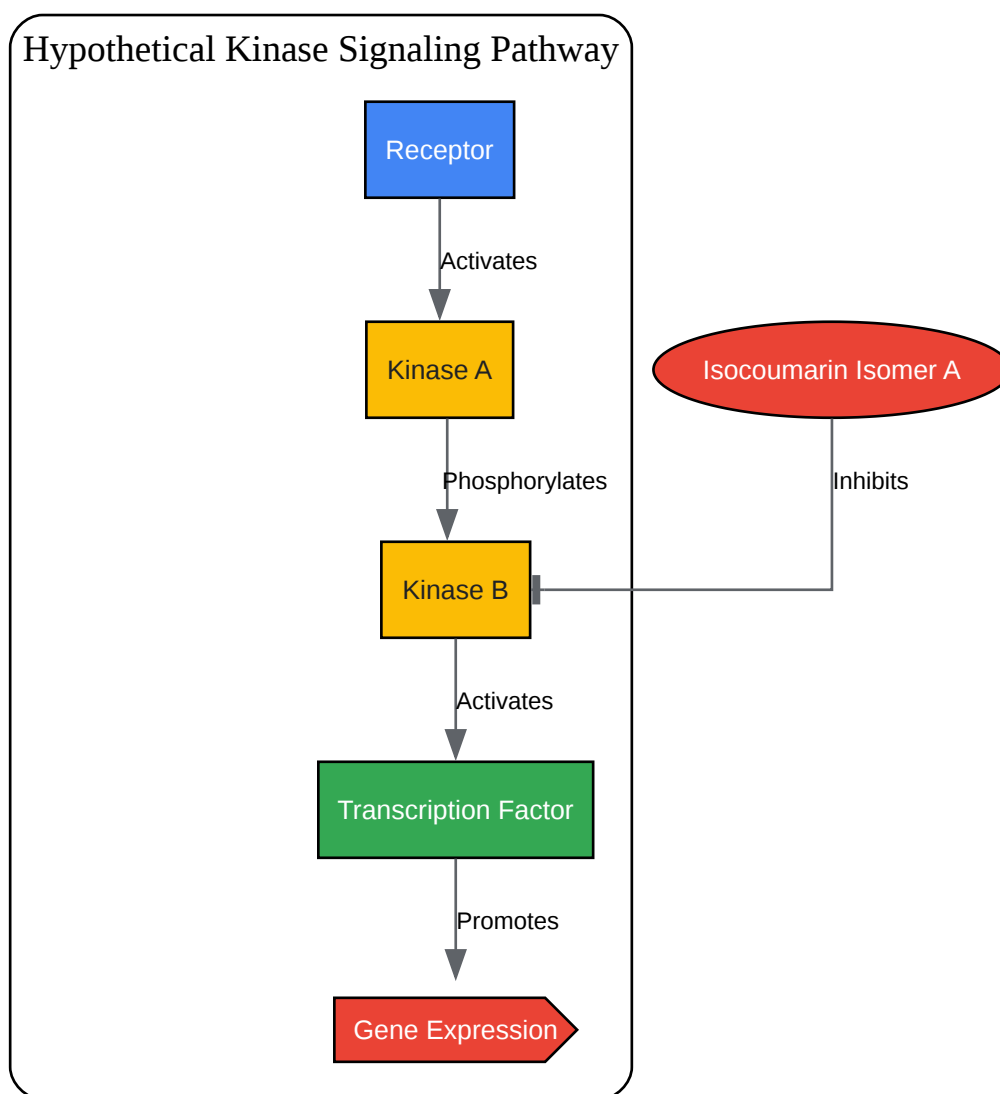 Hypothetical Kinase Signaling Pathway
Receptor
Activates
Kinase A
Isocoumarin Isomer A
Phosphorylates
Inhibits
Kinase B
Activates
Transcription Factor
Promotes
Gene Expression